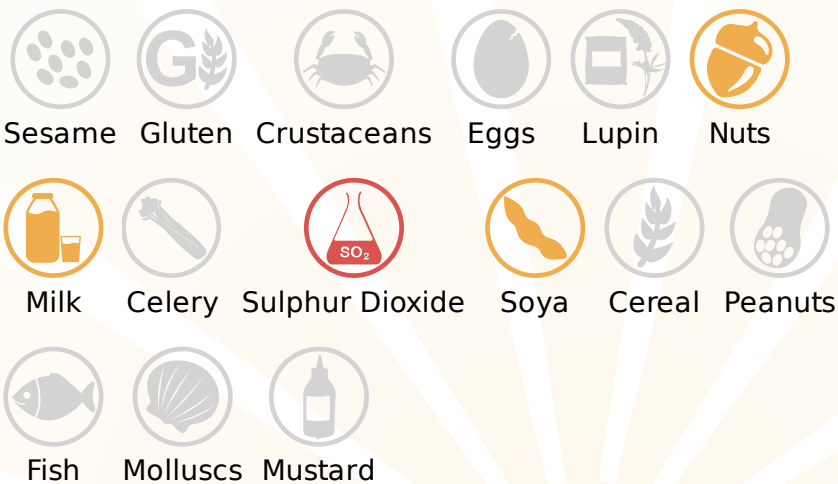 G
Sesame Gluten Crustaceans Eggs Lupin Nuts
SO₂
Milk Celery Sulphur Dioxide Soya Cereal Peanuts
Fish Molluscs Mustard